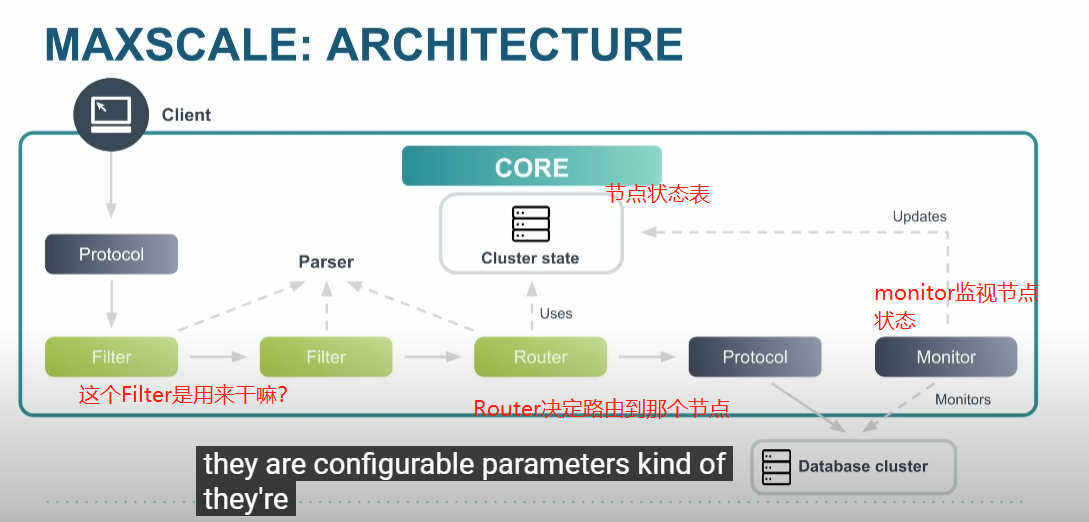 MAXSCALE: ARCHITECTURE
Client
CORE
节点状态表
Updates
Protocol
Parser
Cluster state
monitor监视节点
状态
Uses
Filter
Filter
Router
Protocol
Monitor
这个Filter是用来干嘛?
Router决定路由到那个节点
Monitors
they are configurable parameters kind of
they're
Database cluster